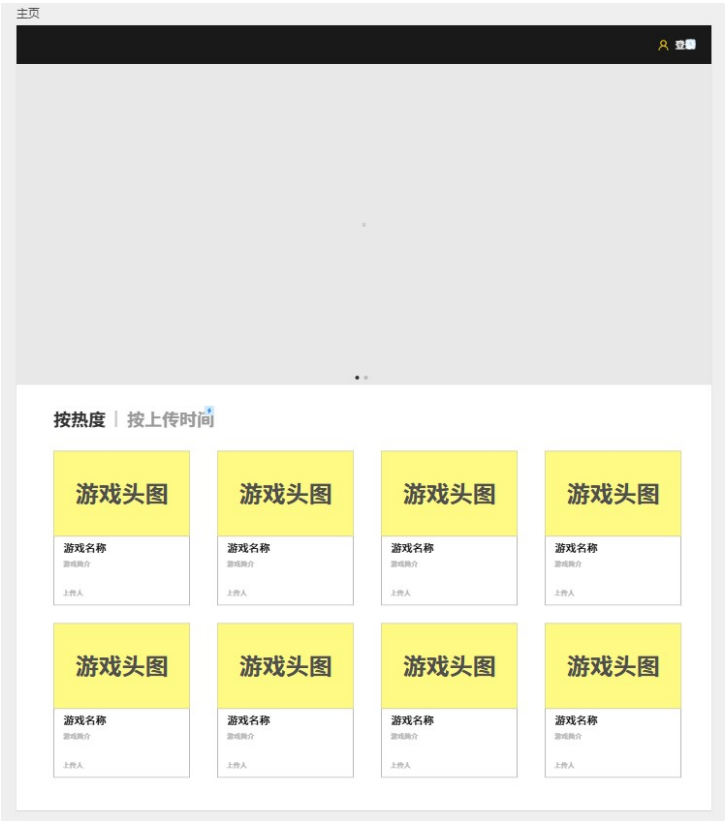 主页
登录
按热度 | 按上传时间
游戏头图 游戏头图 游戏头图 游戏头图
游戏名称 游戏名称 游戏名称 游戏名称
游戏简介 游戏简介 游戏简介 游戏简介
上传人 上传人 上传人 上传人
游戏头图 游戏头图 游戏头图 游戏头图
游戏名称 游戏名称 游戏名称 游戏名称
游戏简介 游戏简介 游戏简介 游戏简介
上传人 上传人 上传人 上传人